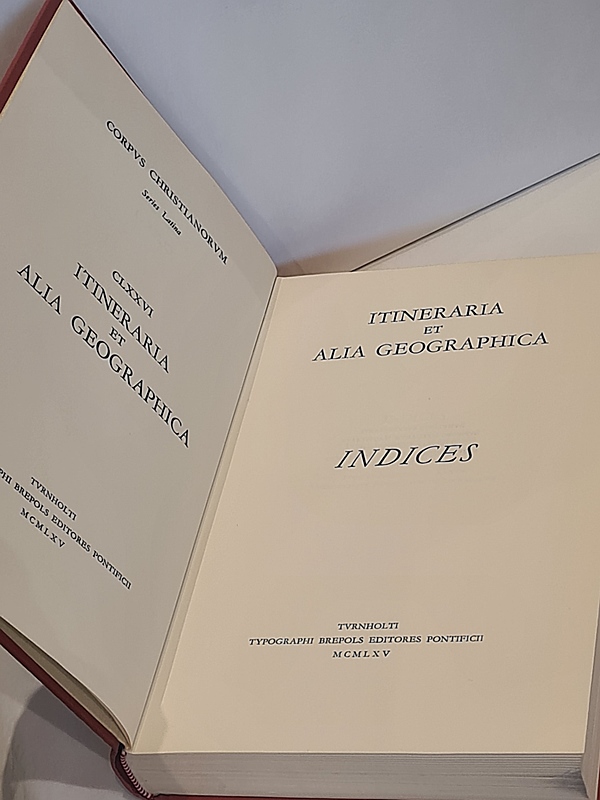 CORPVS CHRISTIANORVM
Series Latina
CLXXVI
ITINERARIA
ET
ALIA GEOGRAPHICA
TVRNHOLTI
BREPOLS EDITORES PONTIFICII
MCMLXV
ITINERARIA
ET
ALIA GEOGRAPHICA
INDICES
TVRNHOLTI
TYPOGRAPHI BREPOLS EDITORES PONTIFICII
MCMLXV